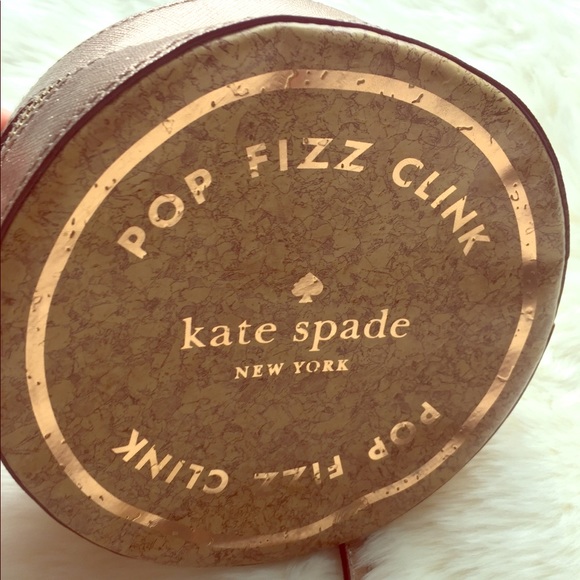 POP FIZZ CLINK
kate spade
NEW YORK
POP FIZZ CLINK